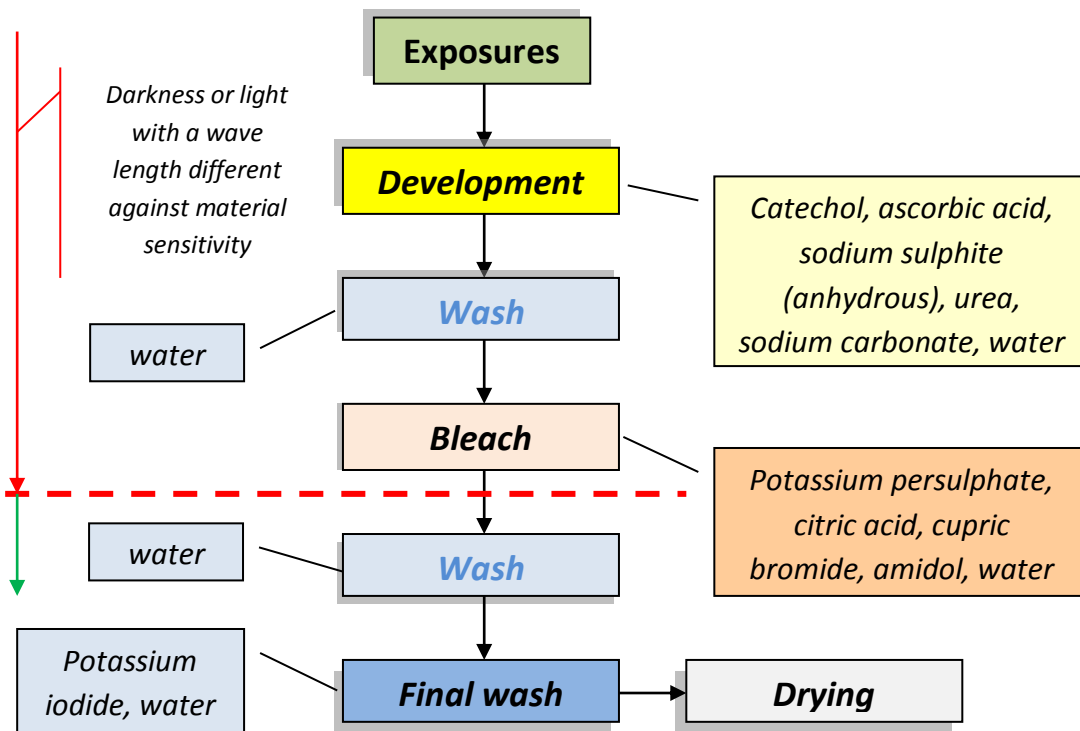 Exposures
Darkness or light
with a wave
length different
against material
sensitivity
Development
Catechol, ascorbic acid,
sodium sulphite
(anhydrous), urea,
sodium carbonate, water
Wash
water
Bleach
Potassium persulphate,
citric acid, cupric
bromide, amidol, water
water
Wash
Potassium
iodide, water
Final wash
Drying